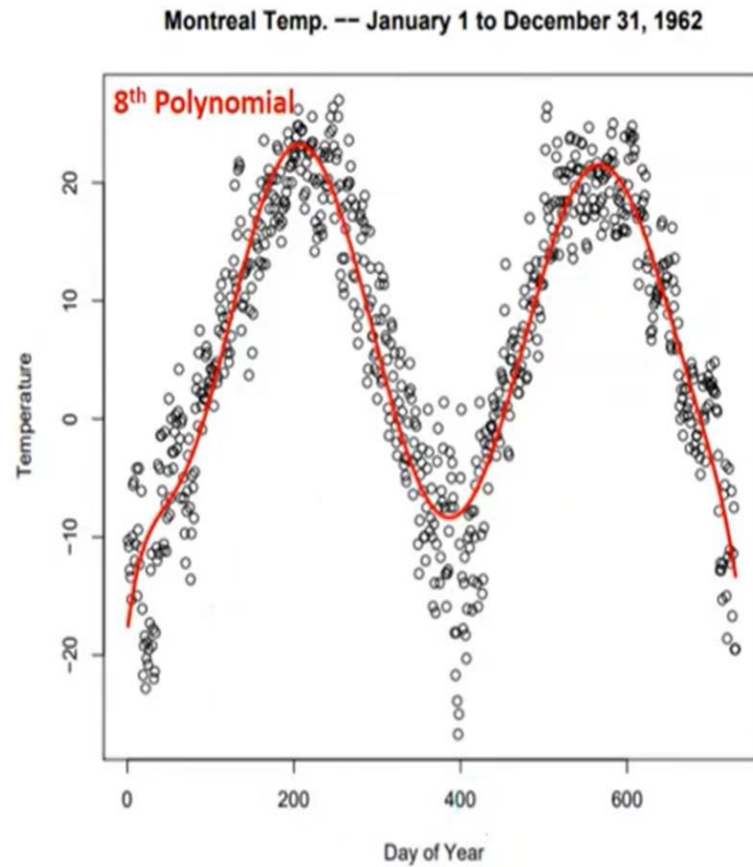 Montreal Temp. -- January 1 to December 31, 1962
8th Polynomial
20
10
0
-10
-20
Temperature
0 200 400 600
Day of Year